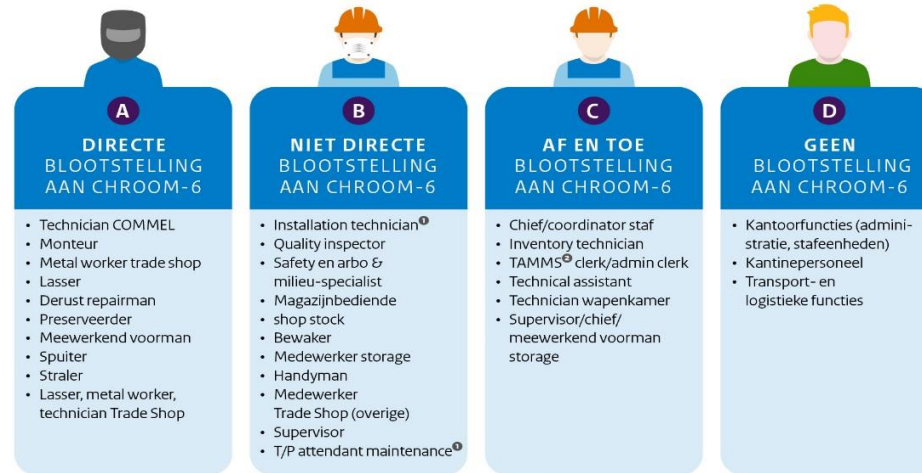 A
DIRECTE
BLOOTSTELLING
AAN CHROOM-6
• Technician COMMEL
• Monteur
• Metal worker trade shop
• Lasser
• Derust repairman
• Preserveerder
• Meewerkend voorman
• Spuiter
• Straler
• Lasser, metal worker,
technician Trade Shop
B
NIET DIRECTE
BLOOTSTELLING
AAN CHROOM-6
• Installation technician❶
• Quality inspector
• Safety en arbo &
milieu-specialist
• Magazijnbediende
• shop stock
• Bewaker
• Medewerker storage
• Handyman
• Medewerker
Trade Shop (overige)
• Supervisor
• T/P attendant maintenance❶
C
AF EN TOE
BLOOTSTELLING
AAN CHROOM-6
• Chief/coordinator staf
• Inventory technician
• TAMMS❷ clerk/admin clerk
• Technical assistant
• Technician wapenkamer
• Supervisor/chief/
meewerkend voorman
storage
D
GEEN
BLOOTSTELLING
AAN CHROOM-6
• Kantoorfuncties (admini-
stratie, stafeenheden)
• Kantinepersoneel
• Transport- en
logistieke functies